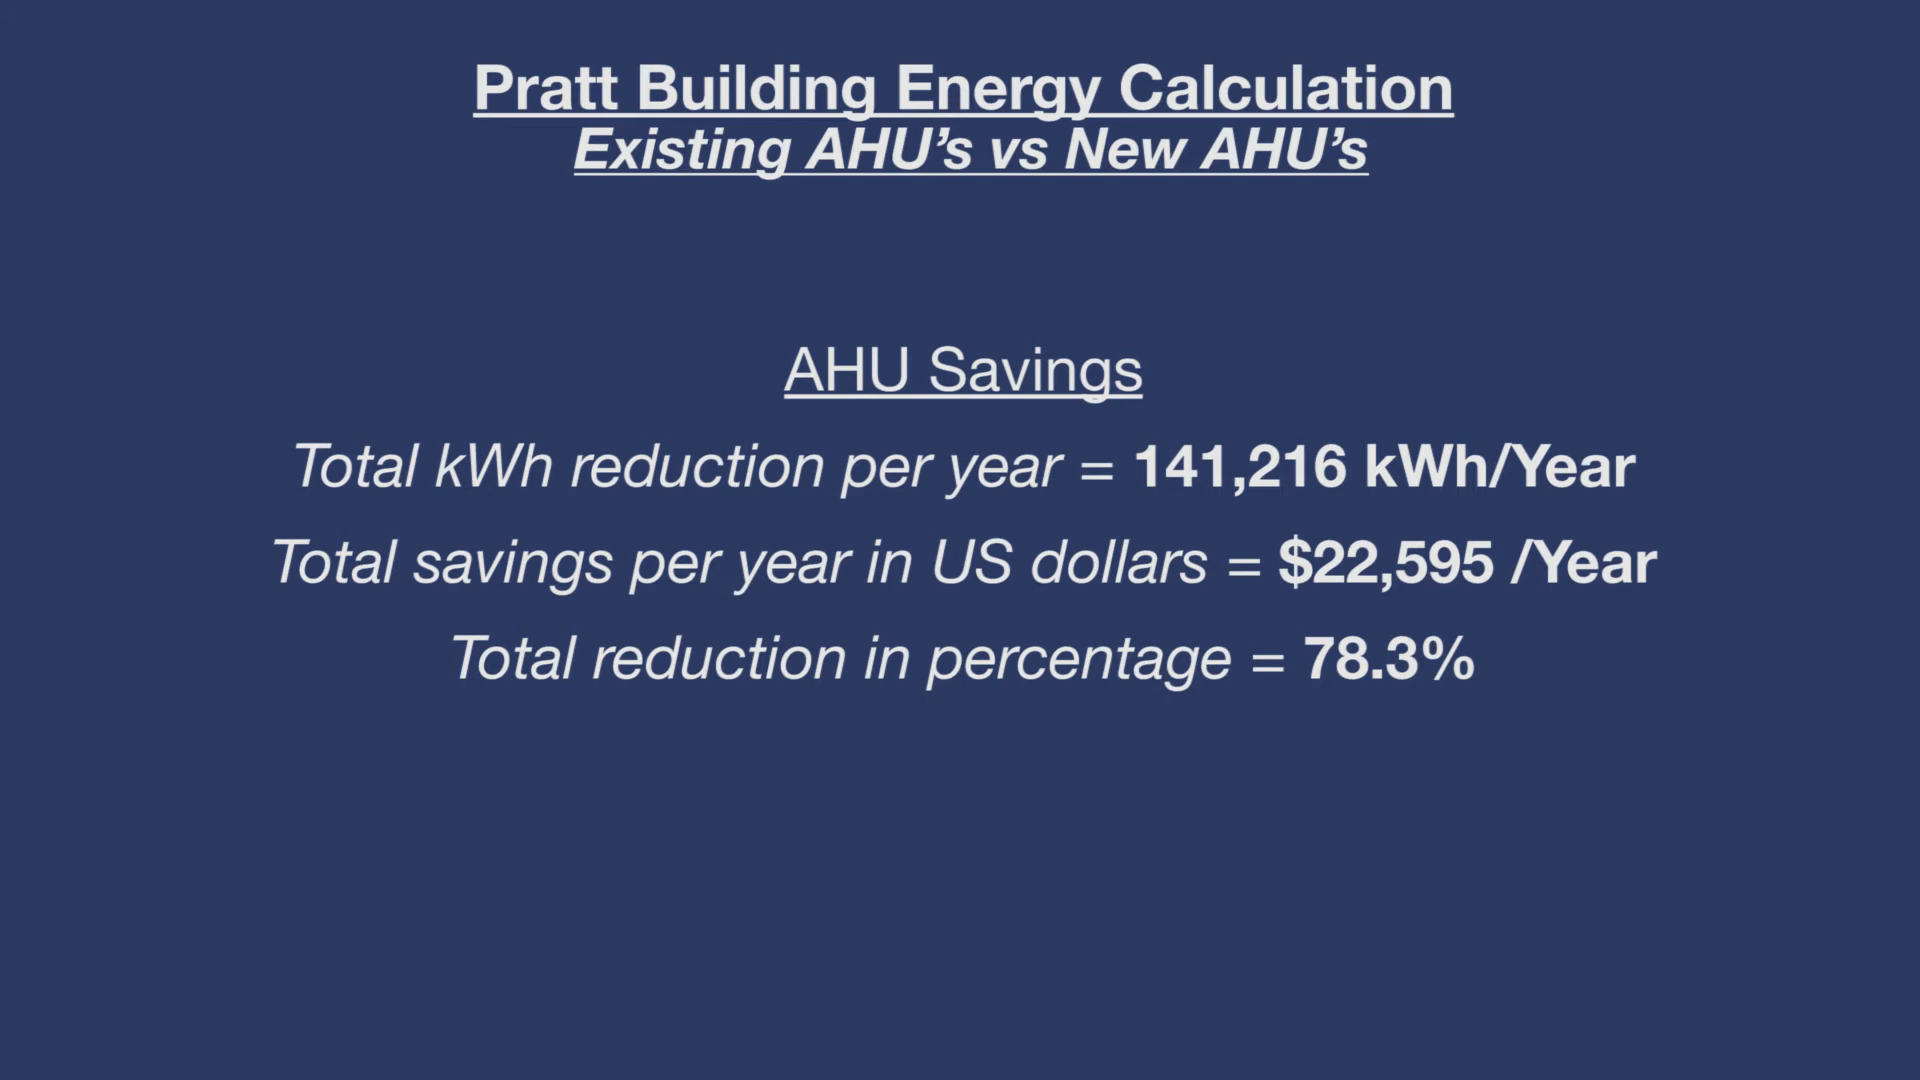 Pratt Building Energy Calculation
Existing AHU’s vs New AHU’s
AHU Savings
Total kWh reduction per year = 141,216 kWh/Year
Total savings per year in US dollars = $22,595 /Year
Total reduction in percentage = 78.3%